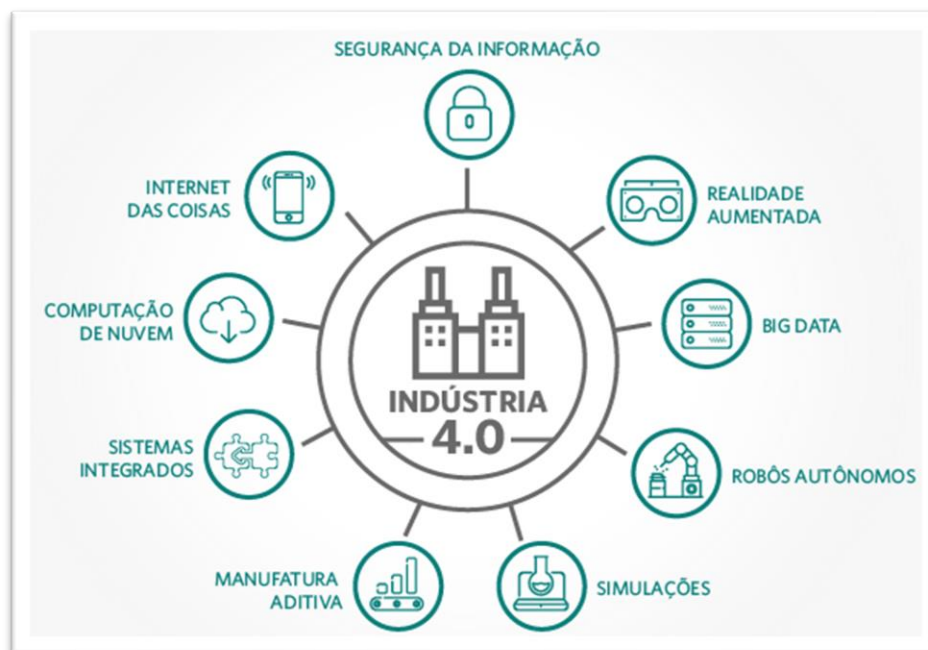 SEGURANÇA DA INFORMAÇÃO
INTERNET
DAS COISAS
REALIDADE
AUMENTADA
COMPUTAÇÃO
DE NUVEM
BIG DATA
INDÚSTRIA
4.0
SISTEMAS
INTEGRADOS
ROBÔS AUTÔNOMOS
MANUFATURA
ADITIVA
SIMULAÇÕES